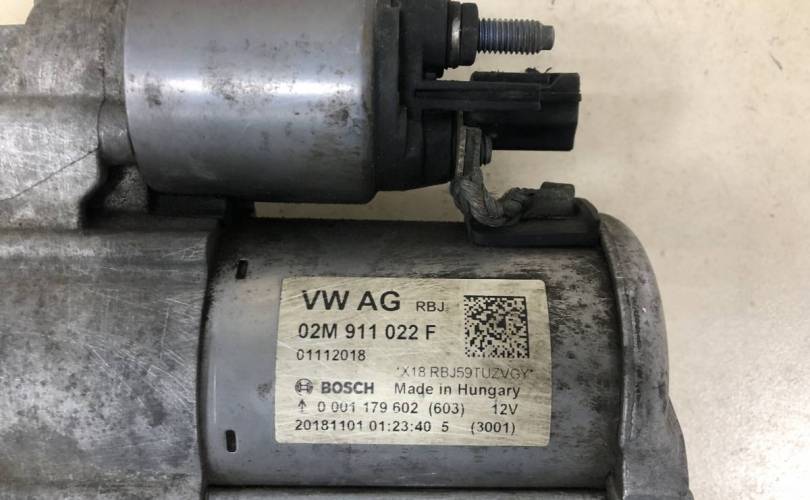 VW AG RBJ
02M 911 022 F
01112018
*X18 RBJ59TUZVGY*
BOSCH Made in Hungary
↑ 0 001 179 602 (603) 12V
20181101 01:23:40 5 (3001)